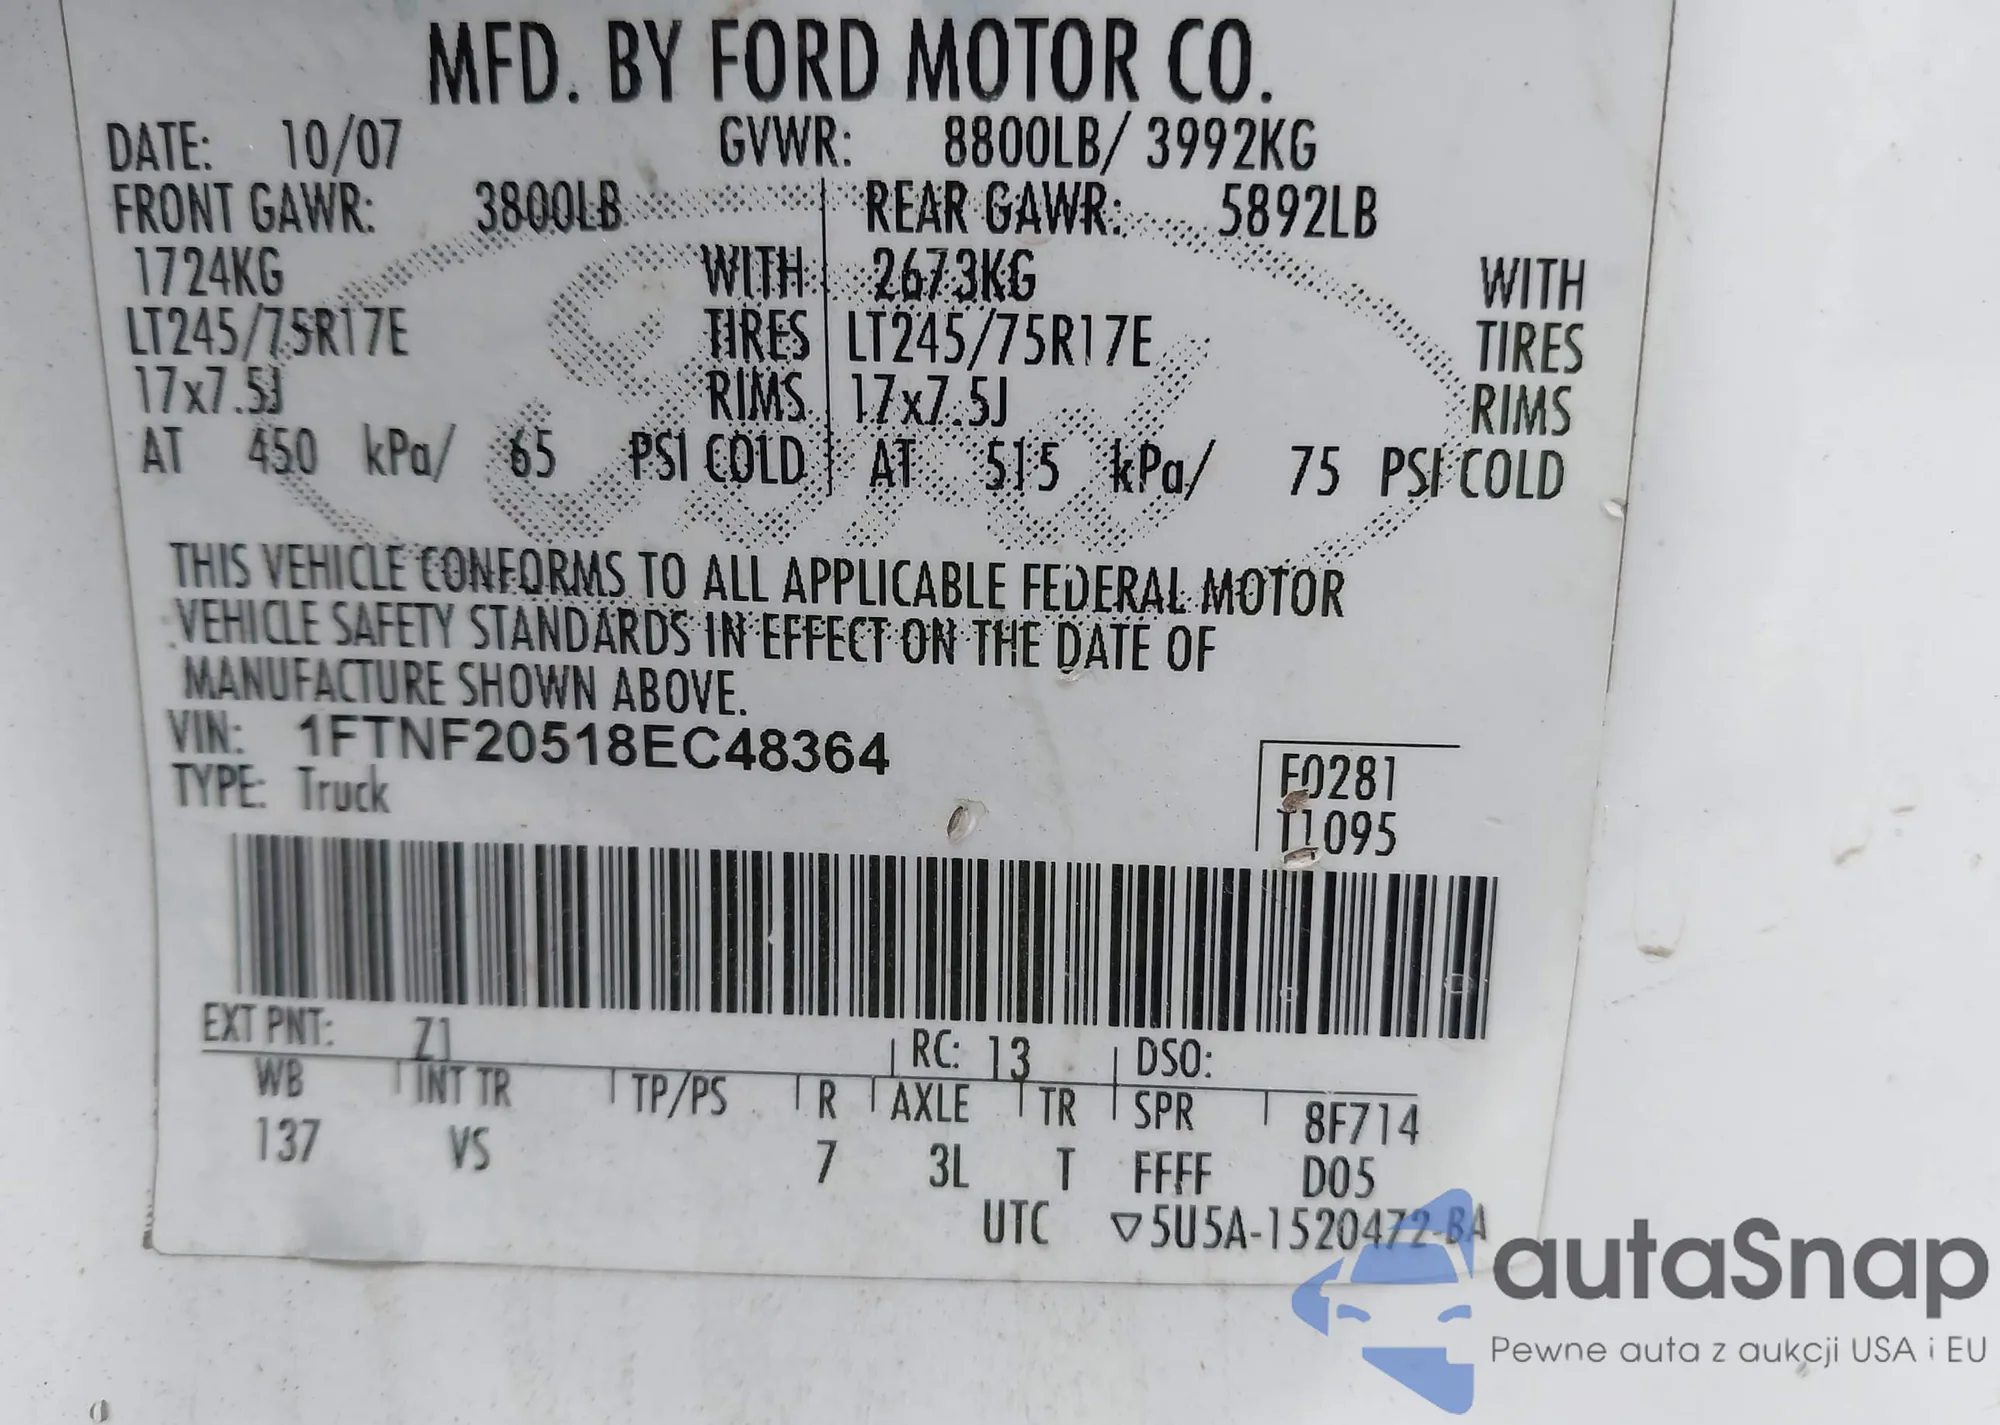 MFD. BY FORD MOTOR CO.
DATE: 10/07 GVWR: 8800LB/ 3992KG
FRONT GAWR: 3800LB REAR GAWR: 5892LB
1724KG WITH 2673KG WITH
LT245/75R17E TIRES LT245/75R17E TIRES
17x7.5J RIMS 17x7.5J RIMS
AT 450 kPa/ 65 PSI COLD AT 515 kPa/ 75 PSI COLD
THIS VEHICLE CONFORMS TO ALL APPLICABLE FEDERAL MOTOR
VEHICLE SAFETY STANDARDS IN EFFECT ON THE DATE OF
MANUFACTURE SHOWN ABOVE.
VIN: 1FTNF20518EC48364
TYPE: Truck
F0281
T1095
EXT PNT: Z1 RC: 13 DSO:
WB INT TR TP/PS R AXLE TR SPR 8F714
137 VS 7 3L T FFFF D05
UTC ▽5U5A-1520472-BA
Ford
autaSnap
Pewne auta z aukcji USA i EU